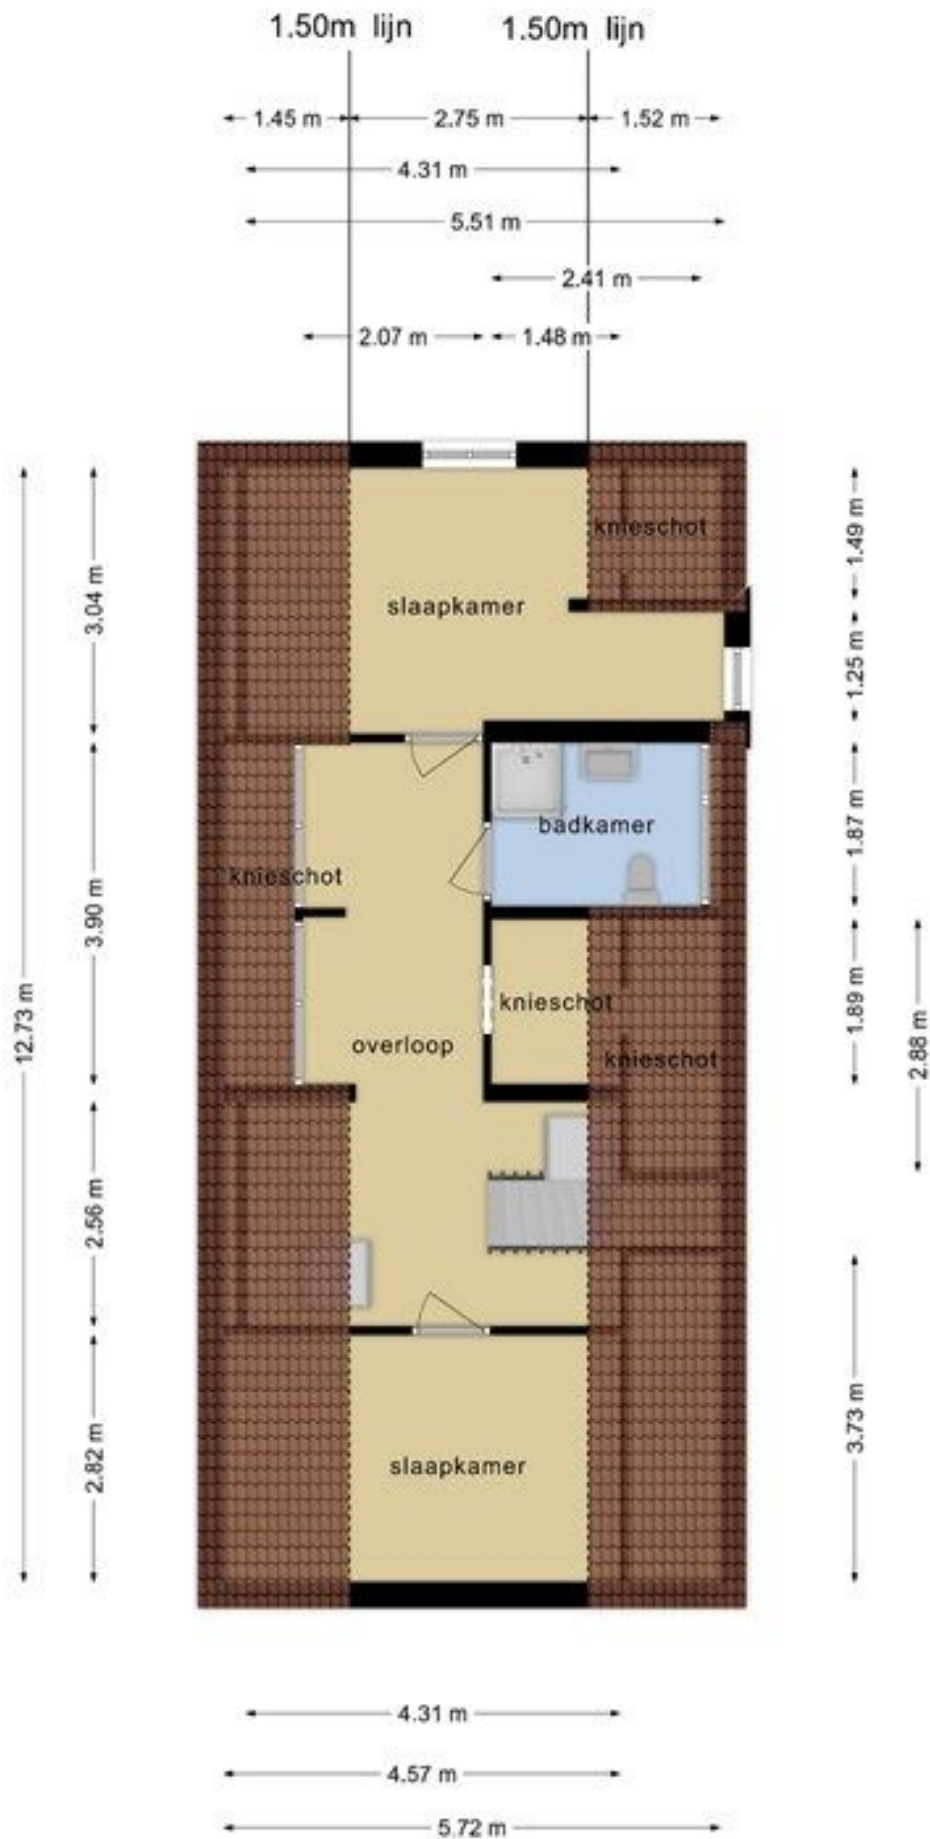 1.50m lijn 1.50m lijn
1.45 m 2.75 m 1.52 m
4.31 m
5.51 m
2.41 m
2.07 m 1.48 m
12.73 m
3.04 m
3.90 m
2.56 m
2.82 m
knieschot
slaapkamer
badkamer
knieschot
knieschot
overloop
knieschot
slaapkamer
1.49 m
1.25 m
1.87 m
1.89 m
3.73 m
2.88 m
4.31 m
4.57 m
5.72 m